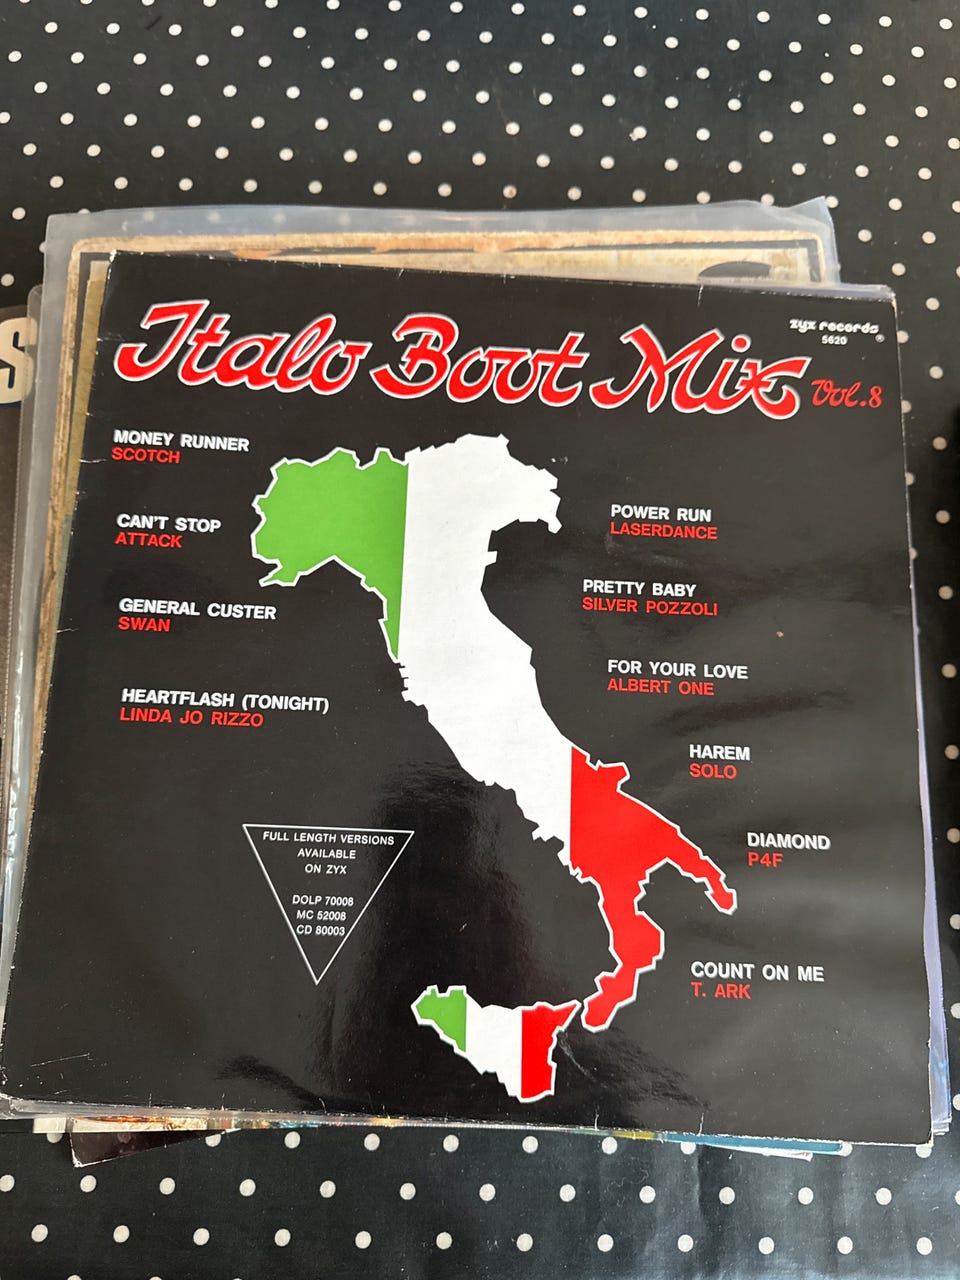 S
zyx records
5620
®
Italo Boot Mix Vol.8
MONEY RUNNER
SCOTCH
CAN'T STOP
ATTACK
GENERAL CUSTER
SWAN
HEARTFLASH (TONIGHT)
LINDA JO RIZZO
POWER RUN
LASERDANCE
PRETTY BABY
SILVER POZZOLI
FOR YOUR LOVE
ALBERT ONE
HAREM
SOLO
DIAMOND
P4F
COUNT ON ME
T. ARK
FULL LENGTH VERSIONS
AVAILABLE
ON ZYX
DOLP 70008
MC 52008
CD 80003